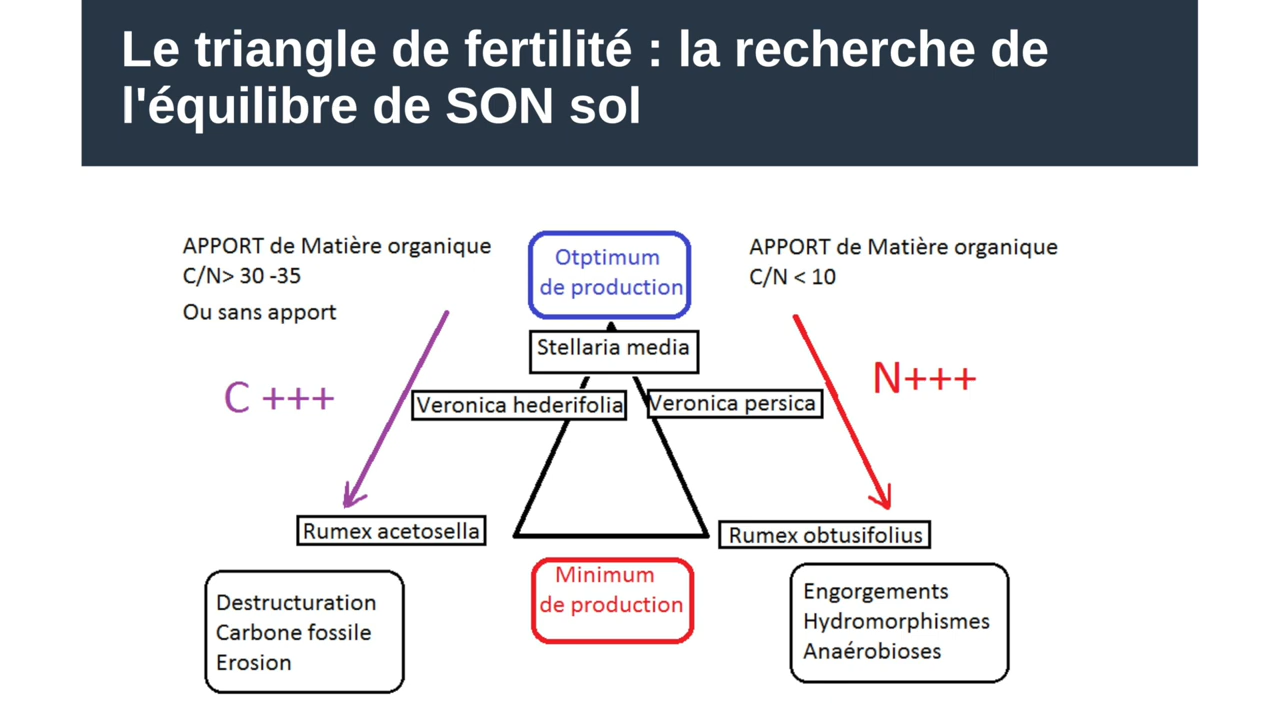 Le triangle de fertilité : la recherche de
l'équilibre de SON sol
APPORT de Matière organique
C/N> 30 -35
Ou sans apport
Otptimum
de production
APPORT de Matière organique
C/N < 10
Stellaria media
C +++
N+++
Veronica hederifolia
Veronica persica
Rumex acetosella
Rumex obtusifolius
Minimum
de production
Destructuration
Carbone fossile
Erosion
Engorgements
Hydromorphismes
Anaérobioses